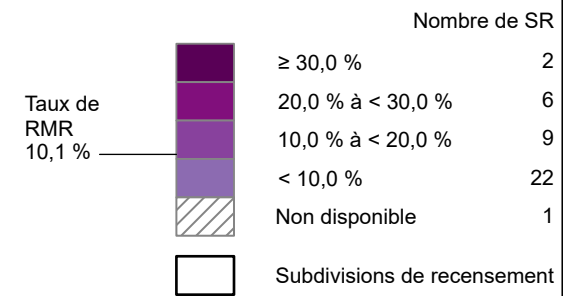 Nombre de SR
≥ 30,0 % 2
20,0 % à < 30,0 % 6
Taux de
RMR
10,1 %
10,0 % à < 20,0 % 9
< 10,0 % 22
Non disponible 1
Subdivisions de recensement